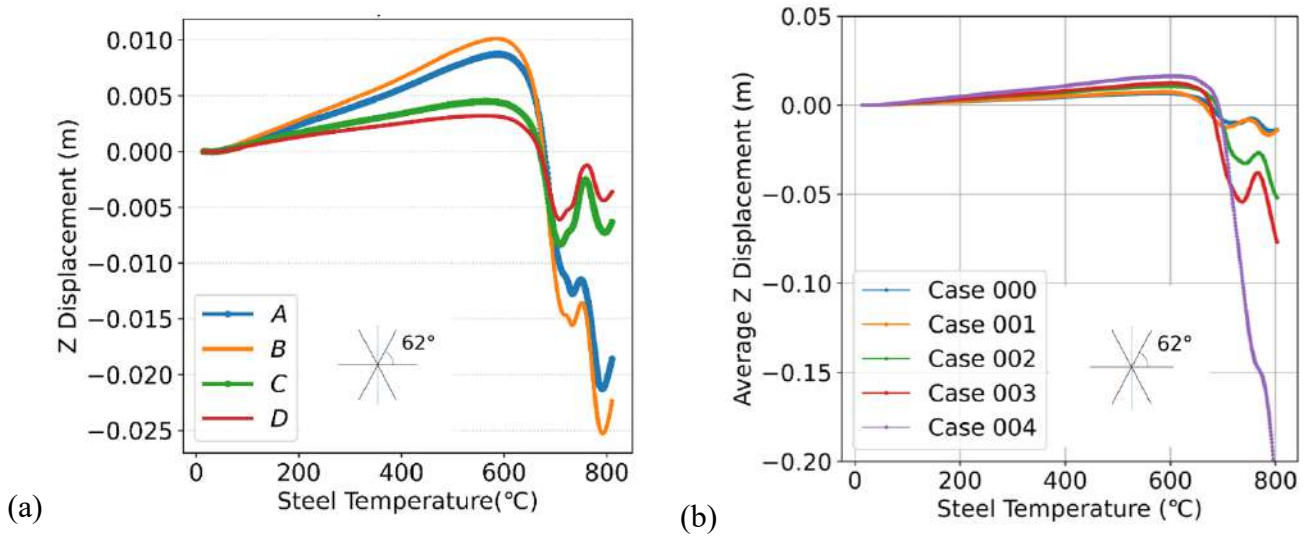 0.010
0.005
0.000
−0.005
−0.010
−0.015
−0.020
−0.025
Z Displacement (m)
A
B
C
D
62°
0 200 400 600 800
Steel Temperature(°C)
(a)
0.05
0.00
−0.05
−0.10
−0.15
−0.20
Average Z Displacement (m)
Case 000
Case 001
Case 002
Case 003
Case 004
62°
0 200 400 600 800
Steel Temperature (°C)
(b)